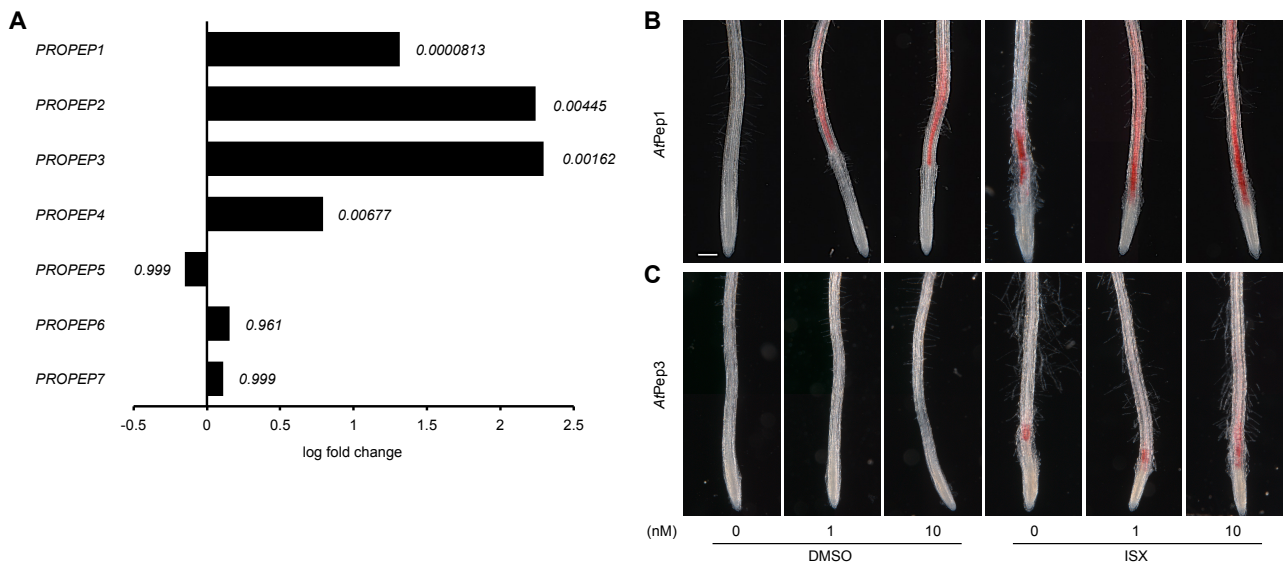 A
PROPEP1 0.0000813
PROPEP2 0.00445
PROPEP3 0.00162
PROPEP4 0.00677
PROPEP5 0.999
PROPEP6 0.961
PROPEP7 0.999
-0.5 0 0.5 1 1.5 2 2.5
log fold change
B
AtPep1
C
AtPep3
(nM) 0 1 10 0 1 10
DMSO ISX